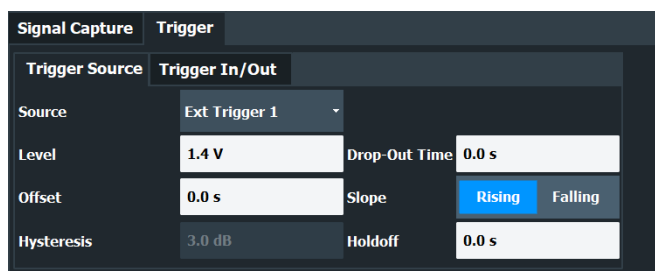 Signal Capture Trigger
Trigger Source Trigger In/Out
Source Ext Trigger 1
Level 1.4 V Drop-Out Time 0.0 s
Offset 0.0 s Slope Rising Falling
Hysteresis 3.0 dB Holdoff 0.0 s